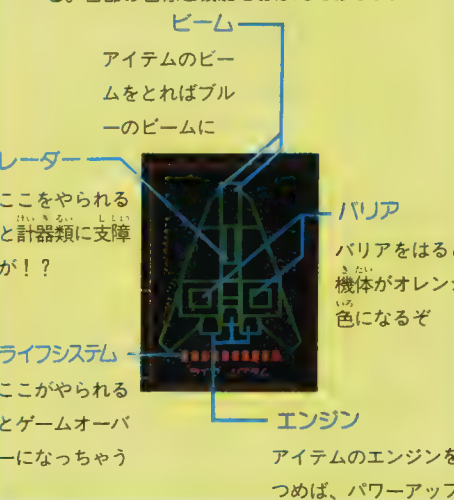 ビーム
アイテムのビー
ムをとればブル
ーのビームに
レーダー
ここをやられる
と計器類に支障
が！？
バリア
バリアをはると
機体がオレン
色になるぞ
ライフシステム
ここがやられる
とゲームオーバ
ーになっちゃう
エンジン
アイテムのエンジンを
つめば、パワーアップ